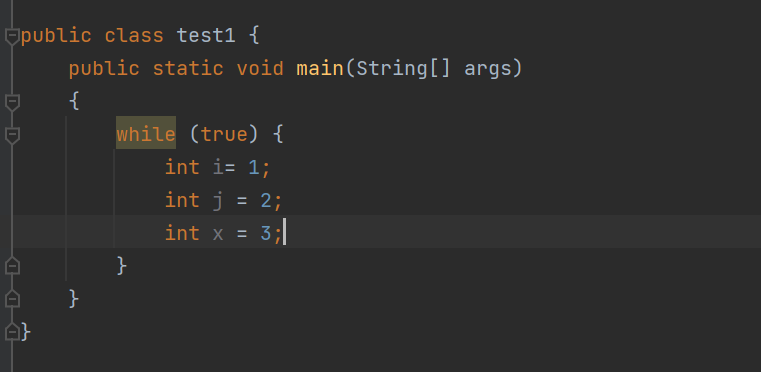 public class test1 {
public static void main(String[] args)
{
while (true) {
int i= 1;
int j = 2;
int x = 3;
}
}
}